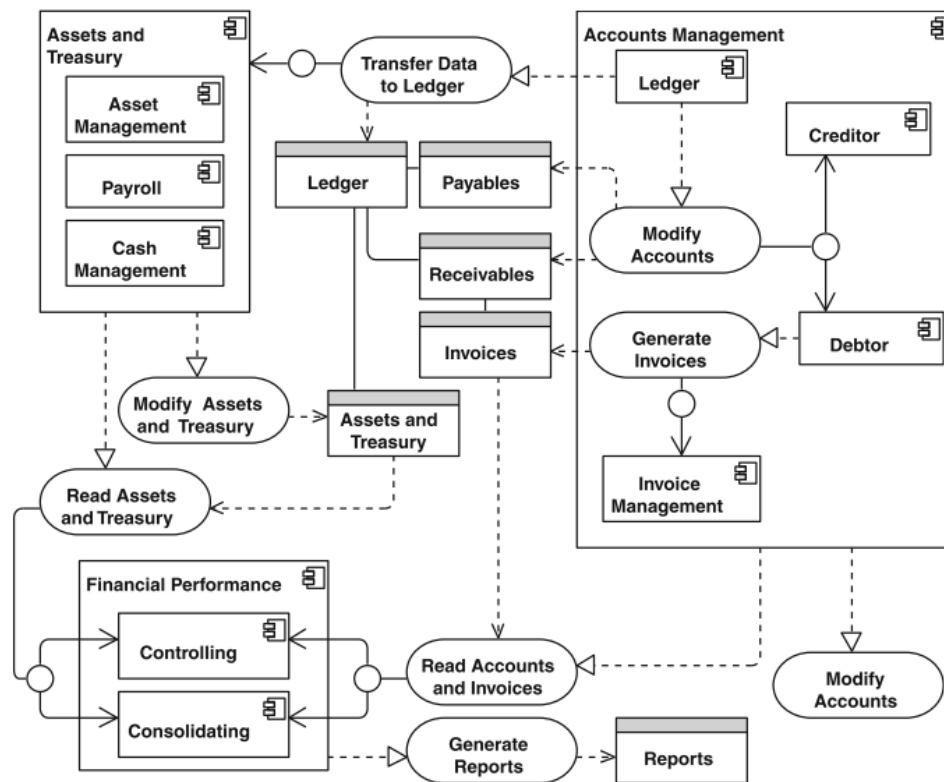 Assets and
Treasury
Asset
Management
Payroll
Cash
Management
Transfer Data
to Ledger
Accounts Management
Ledger
Creditor
Ledger
Payables
Modify
Accounts
Receivables
Invoices
Generate
Invoices
Debtor
Modify Assets
and Treasury
Assets and
Treasury
Invoice
Management
Read Assets
and Treasury
Financial Performance
Controlling
Consolidating
Read Accounts
and Invoices
Modify
Accounts
Generate
Reports
Reports